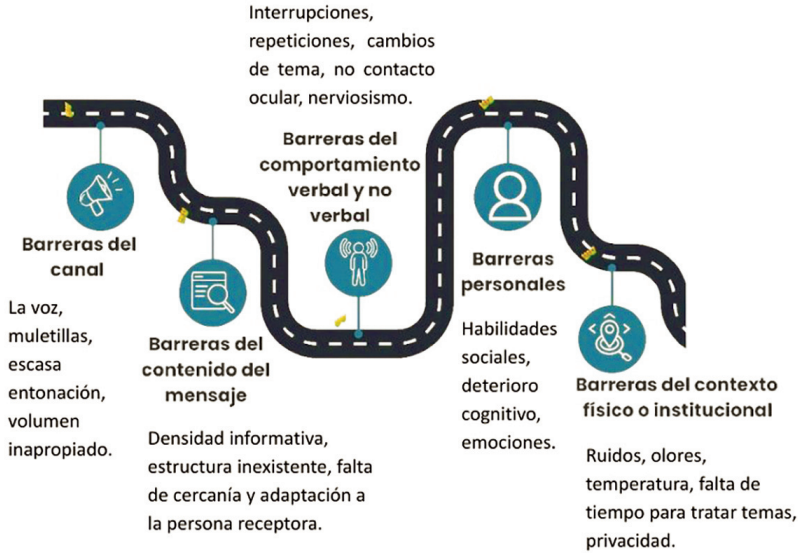 Barreras del
canal
La voz,
muletillas,
escasa
entonación,
volumen
inapropiado.
Barreras del
contenido del
mensaje
Densidad informativa,
estructura inexistente, falta
de cercanía y adaptación a
la persona receptora.
Interrupciones,
repeticiones, cambios
de tema, no contacto
ocular, nerviosismo.
Barreras del
comportamiento
verbal y no
verbal
Barreras
personales
Habilidades
sociales,
deterioro
cognitivo,
emociones.
Barreras del contexto
físico o institucional
Ruidos, olores,
temperatura, falta de
tiempo para tratar temas,
privacidad.